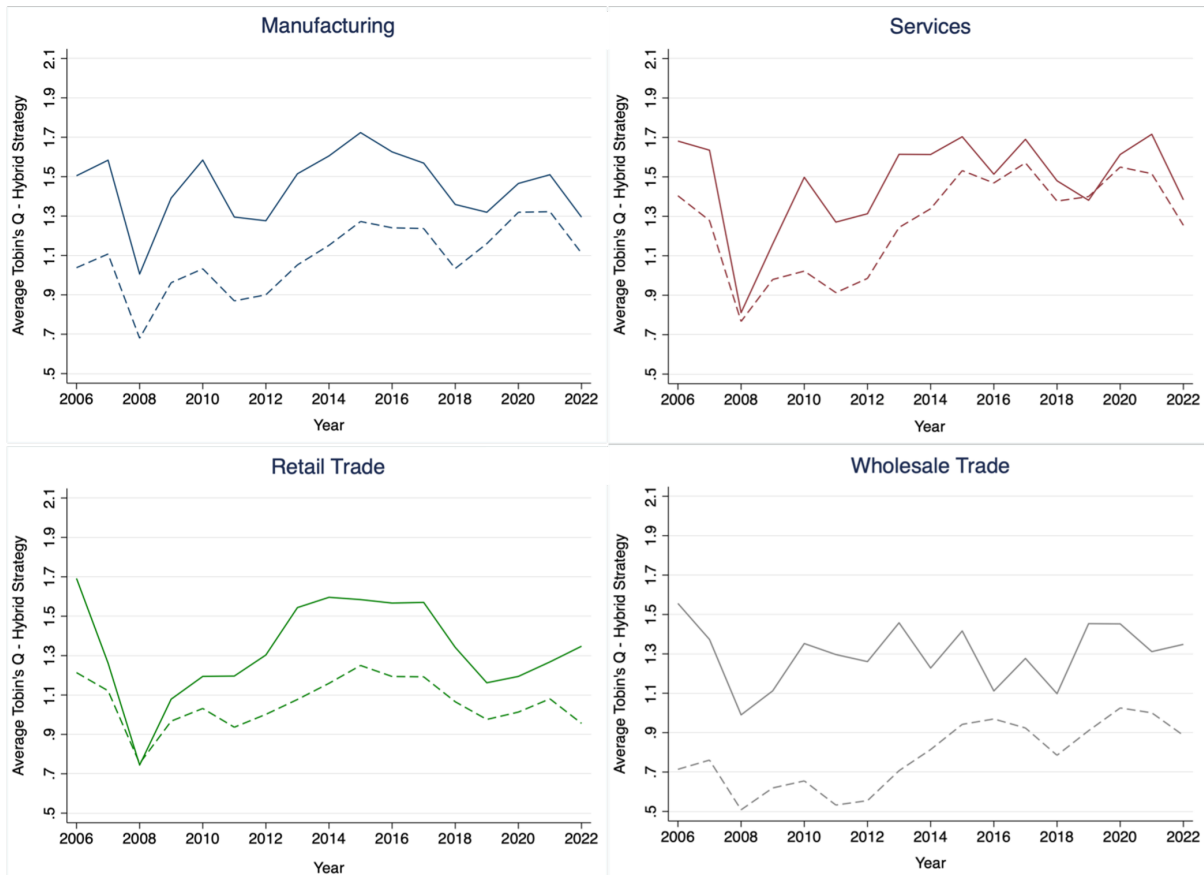 Manufacturing
Average Tobin's Q - Hybrid Strategy
2.1
1.9
1.7
1.5
1.3
1.1
.9
.7
.5
2006 2008 2010 2012 2014 2016 2018 2020 2022
Year
Services
Average Tobin's Q - Hybrid Strategy
2.1
1.9
1.7
1.5
1.3
1.1
.9
.7
.5
2006 2008 2010 2012 2014 2016 2018 2020 2022
Year
Retail Trade
Average Tobin's Q - Hybrid Strategy
2.1
1.9
1.7
1.5
1.3
1.1
.9
.7
.5
2006 2008 2010 2012 2014 2016 2018 2020 2022
Year
Wholesale Trade
Average Tobin's Q - Hybrid Strategy
2.1
1.9
1.7
1.5
1.3
1.1
.9
.7
.5
2006 2008 2010 2012 2014 2016 2018 2020 2022
Year